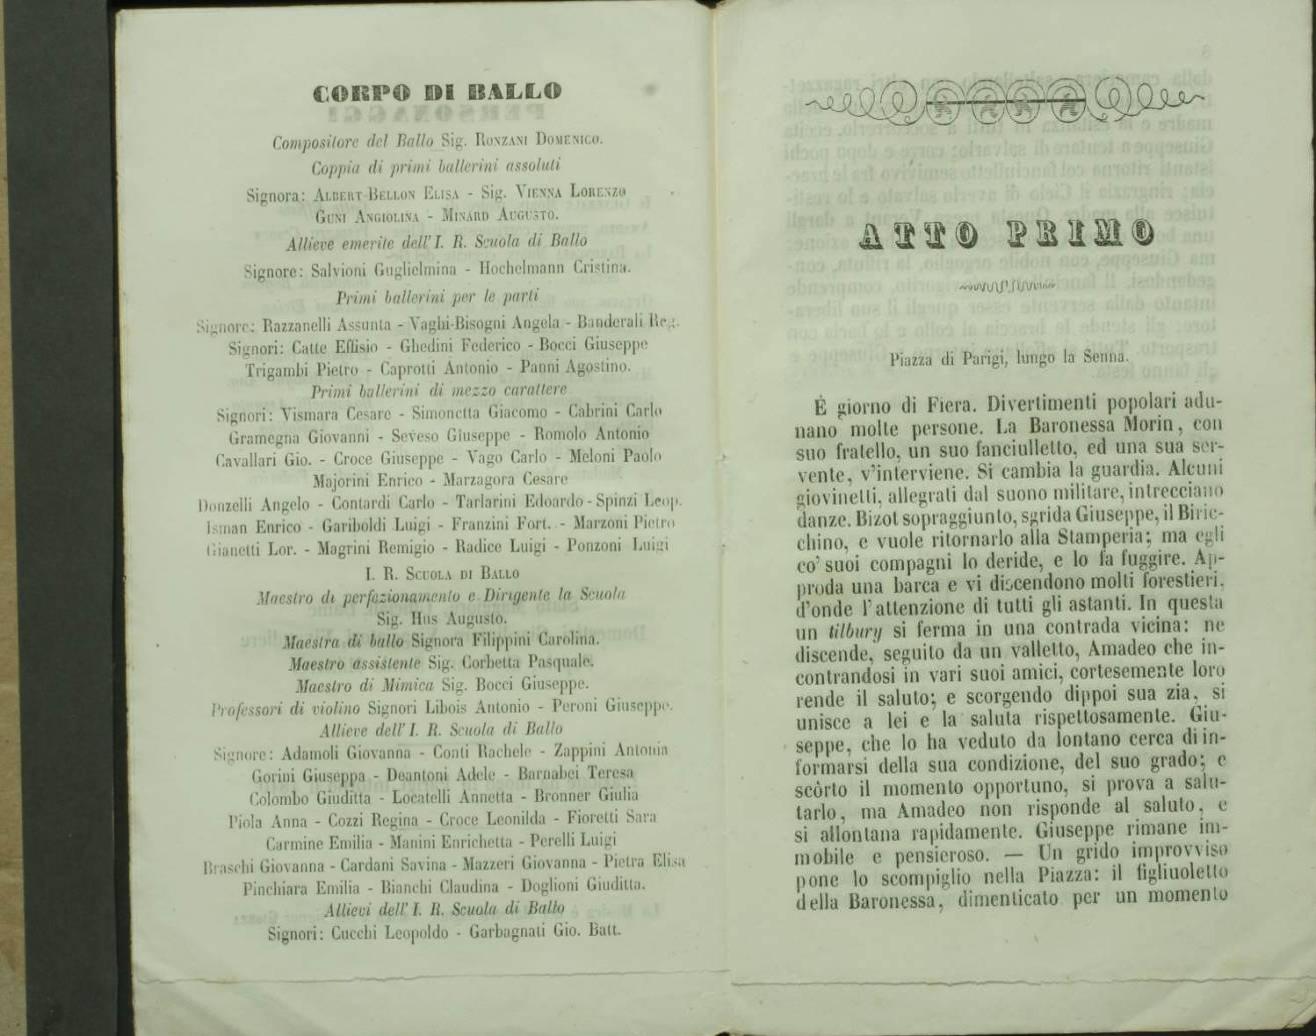 CORPO DI BALLO
Compositore del Ballo Sig. RONZANI DOMENICO.
Coppia di primi ballerini assoluti
Signora: ALBERT-BELLON ELISA - Sig. VIENNA LORENZO
GUNI ANGIOLINA - MINARD AUGUSTO.
Allieve emerite dell' I. R. Scuola di Ballo
Signore: Salvioni Guglielmina - Hochelmann Cristina.
Primi ballerini per le parti
Signore: Razzanelli Assunta - Vaghi-Bisogni Angela - Banderali Reg.
Signori: Catte Effisio - Ghedini Federico - Bocci Giuseppe
Trigambi Pietro - Caprotti Antonio - Panni Agostino.
Primi ballerini di mezzo carattere
Signori: Vismara Cesare - Simonetta Giacomo - Cabrini Carlo
Gramegna Giovanni - Seveso Giuseppe - Romolo Antonio
Cavallari Gio. - Croce Giuseppe - Vago Carlo - Meloni Paolo
Majorini Enrico - Marzagora Cesare
Donzelli Angelo - Contardi Carlo - Tarlarini Edoardo - Spinzi Leop.
Isman Enrico - Gariboldi Luigi - Franzini Fort. - Marzoni Pietro
Gianetti Lor. - Magrini Remigio - Radice Luigi - Ponzoni Luigi
I. R. SCUOLA DI BALLO
Maestro di perfezionamento e Dirigente la Scuola
Sig. HUS AUGUSTO.
Maestra di ballo Signora Filippini Carolina.
Maestro assistente Sig. Corbetta Pasquale.
Maestro di Mimica Sig. Bocci Giuseppe.
Professori di violino Signori Libois Antonio - Peroni Giuseppe.
Allieve dell' I. R. Scuola di Ballo
Signore: Adamoli Giovanna - Conti Rachele - Zappini Antonia
Gorini Giuseppa - Deantoni Adele - Barnabei Teresa
Colombo Giuditta - Locatelli Annetta - Bronner Giulia
Piola Anna - Cozzi Regina - Croce Leonilda - Fioretti Sara
Carmine Emilia - Manini Enrichetta - Perelli Luigi
Braschi Giovanna - Cardani Savina - Mazzeri Giovanna - Pietra Elisa
Pinchiara Emilia - Bianchi Claudina - Doglioni Giuditta.
Allievi dell' I. R. Scuola di Ballo
Signori: Cucchi Leopoldo - Garbagnati Gio. Batt.
ATTO PRIMO
Piazza di Parigi, lungo la Senna.
È giorno di Fiera. Divertimenti popolari adu-
nano molte persone. La Baronessa Morin, con
suo fratello, un suo fanciulletto, ed una sua ser-
vente, v'interviene. Si cambia la guardia. Alcuni
giovinetti, allegrati dal suono militare, intrecciano
danze. Bizot sopraggiunto, sgrida Giuseppe, il Biric-
chino, e vuole ritornarlo alla Stamperia; ma egli
co' suoi compagni lo deride, e lo fa fuggire. Ap-
proda una barca e vi discendono molti forestieri,
d'onde l'attenzione di tutti gli astanti. In questa
un tilbury si ferma in una contrada vicina: ne
discende, seguito da un valletto, Amadeo che in-
contrandosi in vari suoi amici, cortesemente loro
rende il saluto; e scorgendo dippoi sua zia, si
unisce a lei e la saluta rispettosamente. Giu-
seppe, che lo ha veduto da lontano cerca di in-
formarsi della sua condizione, del suo grado; e
scòrto il momento opportuno, si prova a salu-
tarlo, ma Amadeo non risponde al saluto, e
si allontana rapidamente. Giuseppe rimane im-
mobile e pensieroso. — Un grido improvviso
pone lo scompiglio nella Piazza: il figliuoletto
della Baronessa, dimenticato per un momento